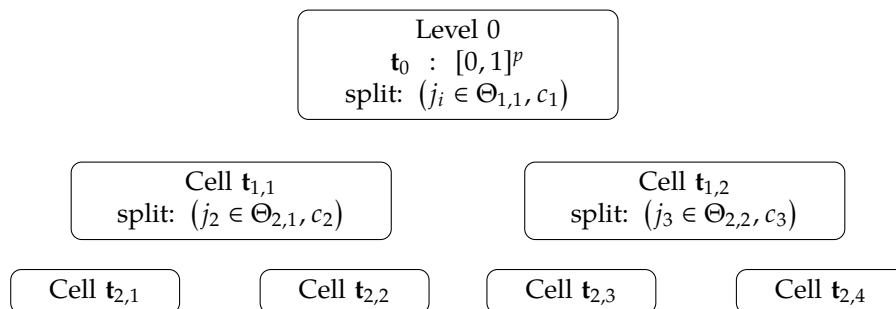 Level 0
t₀ : [0, 1]ᵖ
split: (jᵢ ∈ Θ₁,₁, c₁)
Cell t₁,₁
split: (j₂ ∈ Θ₂,₁, c₂)
Cell t₁,₂
split: (j₃ ∈ Θ₂,₂, c₃)
Cell t₂,₁
Cell t₂,₂
Cell t₂,₃
Cell t₂,₄